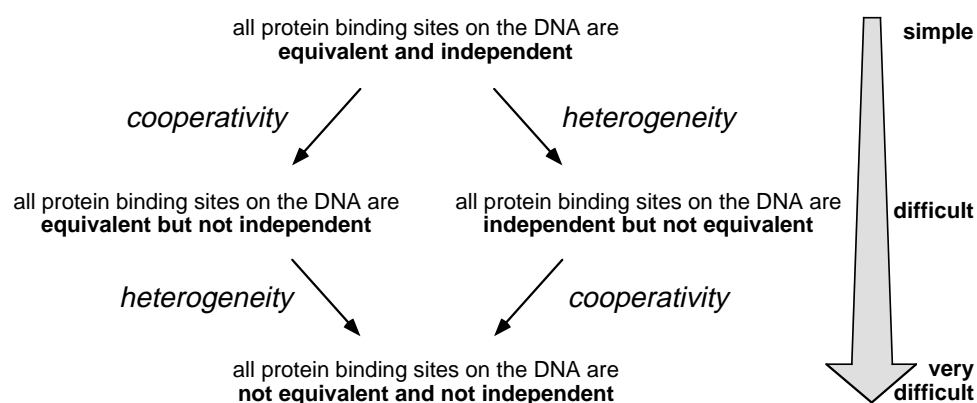 all protein binding sites on the DNA are
equivalent and independent
simple
cooperativity
heterogeneity
all protein binding sites on the DNA are
equivalent but not independent
all protein binding sites on the DNA are
independent but not equivalent
difficult
heterogeneity
cooperativity
all protein binding sites on the DNA are
not equivalent and not independent
very
difficult